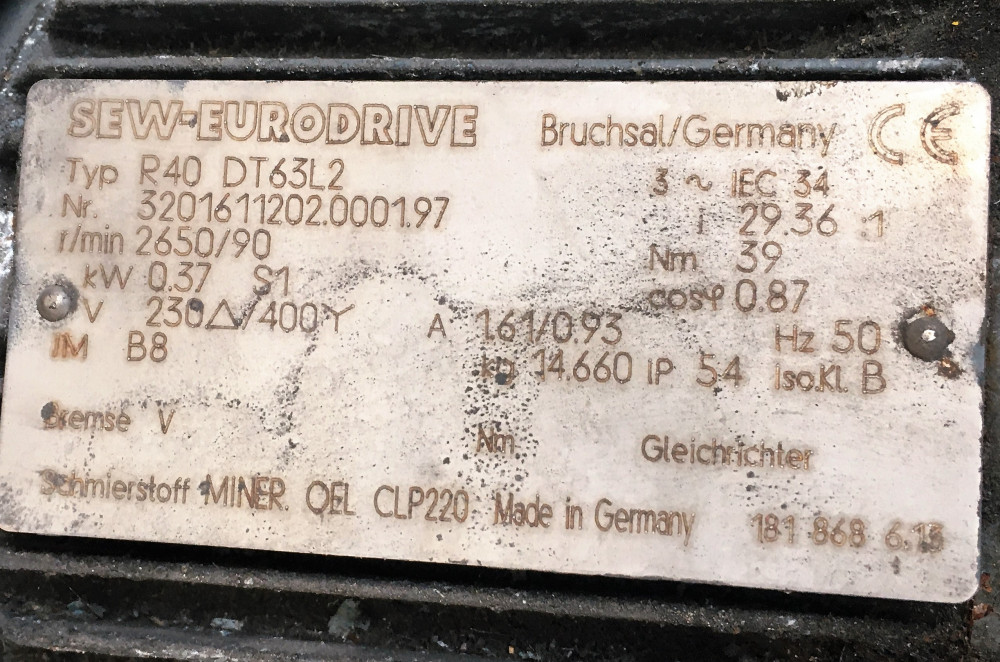 SEW-EURODRIVE Bruchsal/Germany CE
Typ R40 DT63L2 3 ~ IEC 34
Nr. 3201611202.0001.97 i 29.36 :1
r/min 2650/90 Nm 39
kW 0.37 S1 cosφ 0.87
V 230△/400Y A 1.61/0.93 Hz 50
IM B8 kg 14.660 IP 54 Iso.Kl. B
Bremse V Nm Gleichrichter
Schmierstoff MINER. OEL CLP220 Made in Germany 181 868 6.13